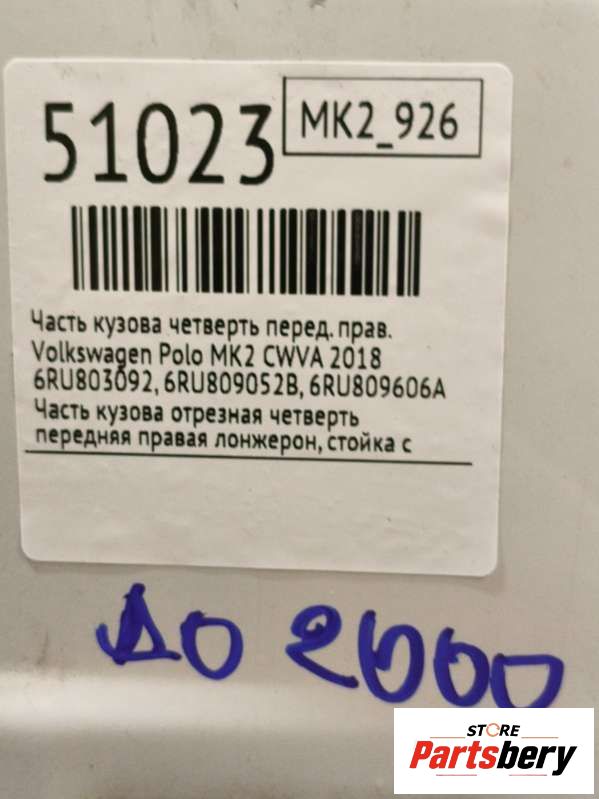 51023
MK2_926
Часть кузова четверть перед. прав.
Volkswagen Polo MK2 CWVA 2018
6RU803092, 6RU809052B, 6RU809606A
Часть кузова отрезная четверть
передняя правая лонжерон, стойка с
до 2000
STORE
Partsbery